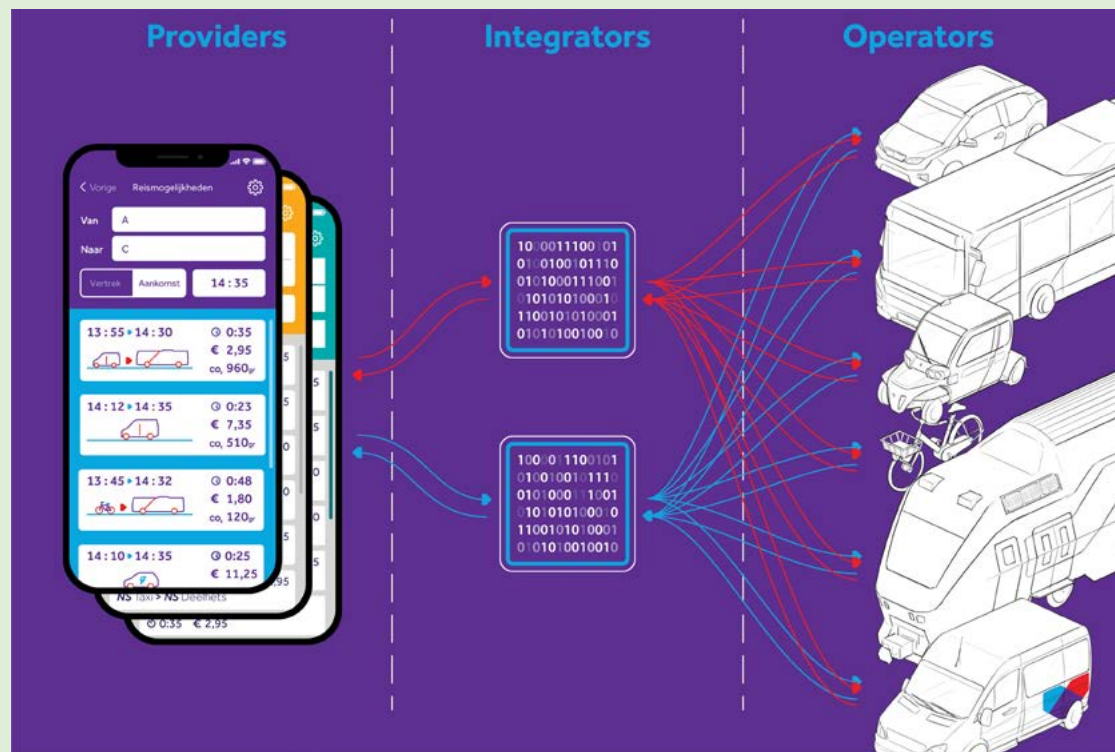 Providers
Integrators
Operators
Vorige Reismogelijkheden
Van A
Naar C
Vertrek Aankomst 14:35
13:55 14:30 0:35
€ 2,95
co, 960gr
14:12 14:35 0:23
€ 7,35
co, 510gr
13:45 14:32 0:48
€ 1,80
co, 120gr
14:10 14:35 0:25
€ 11,25
NS Taxi > NS Deelfiets
0:35 € 2,95
1000011100101
0100100101110
0101000111001
0101010100010
1100101010001
0101010010010
1000011100101
0100100101110
0101000111001
0101010100010
1100101010001
0101010010010